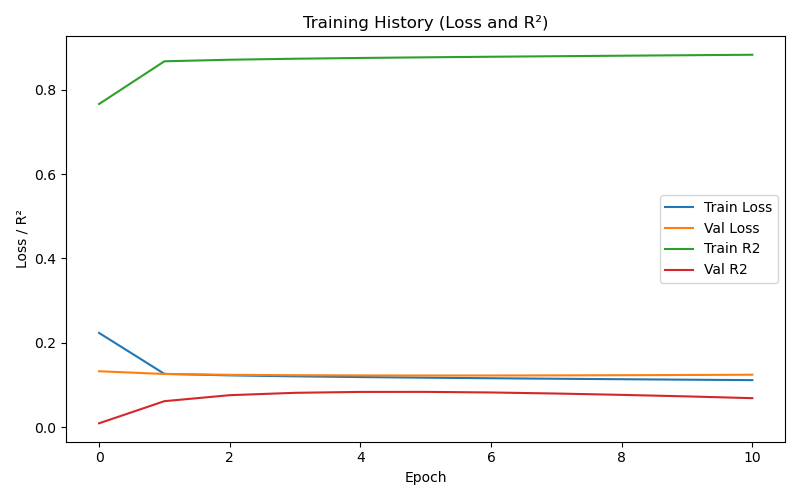 Training History (Loss and R²)
Loss / R²
0.8
0.6
0.4
0.2
0.0
Train Loss
Val Loss
Train R2
Val R2
0 2 4 6 8 10
Epoch